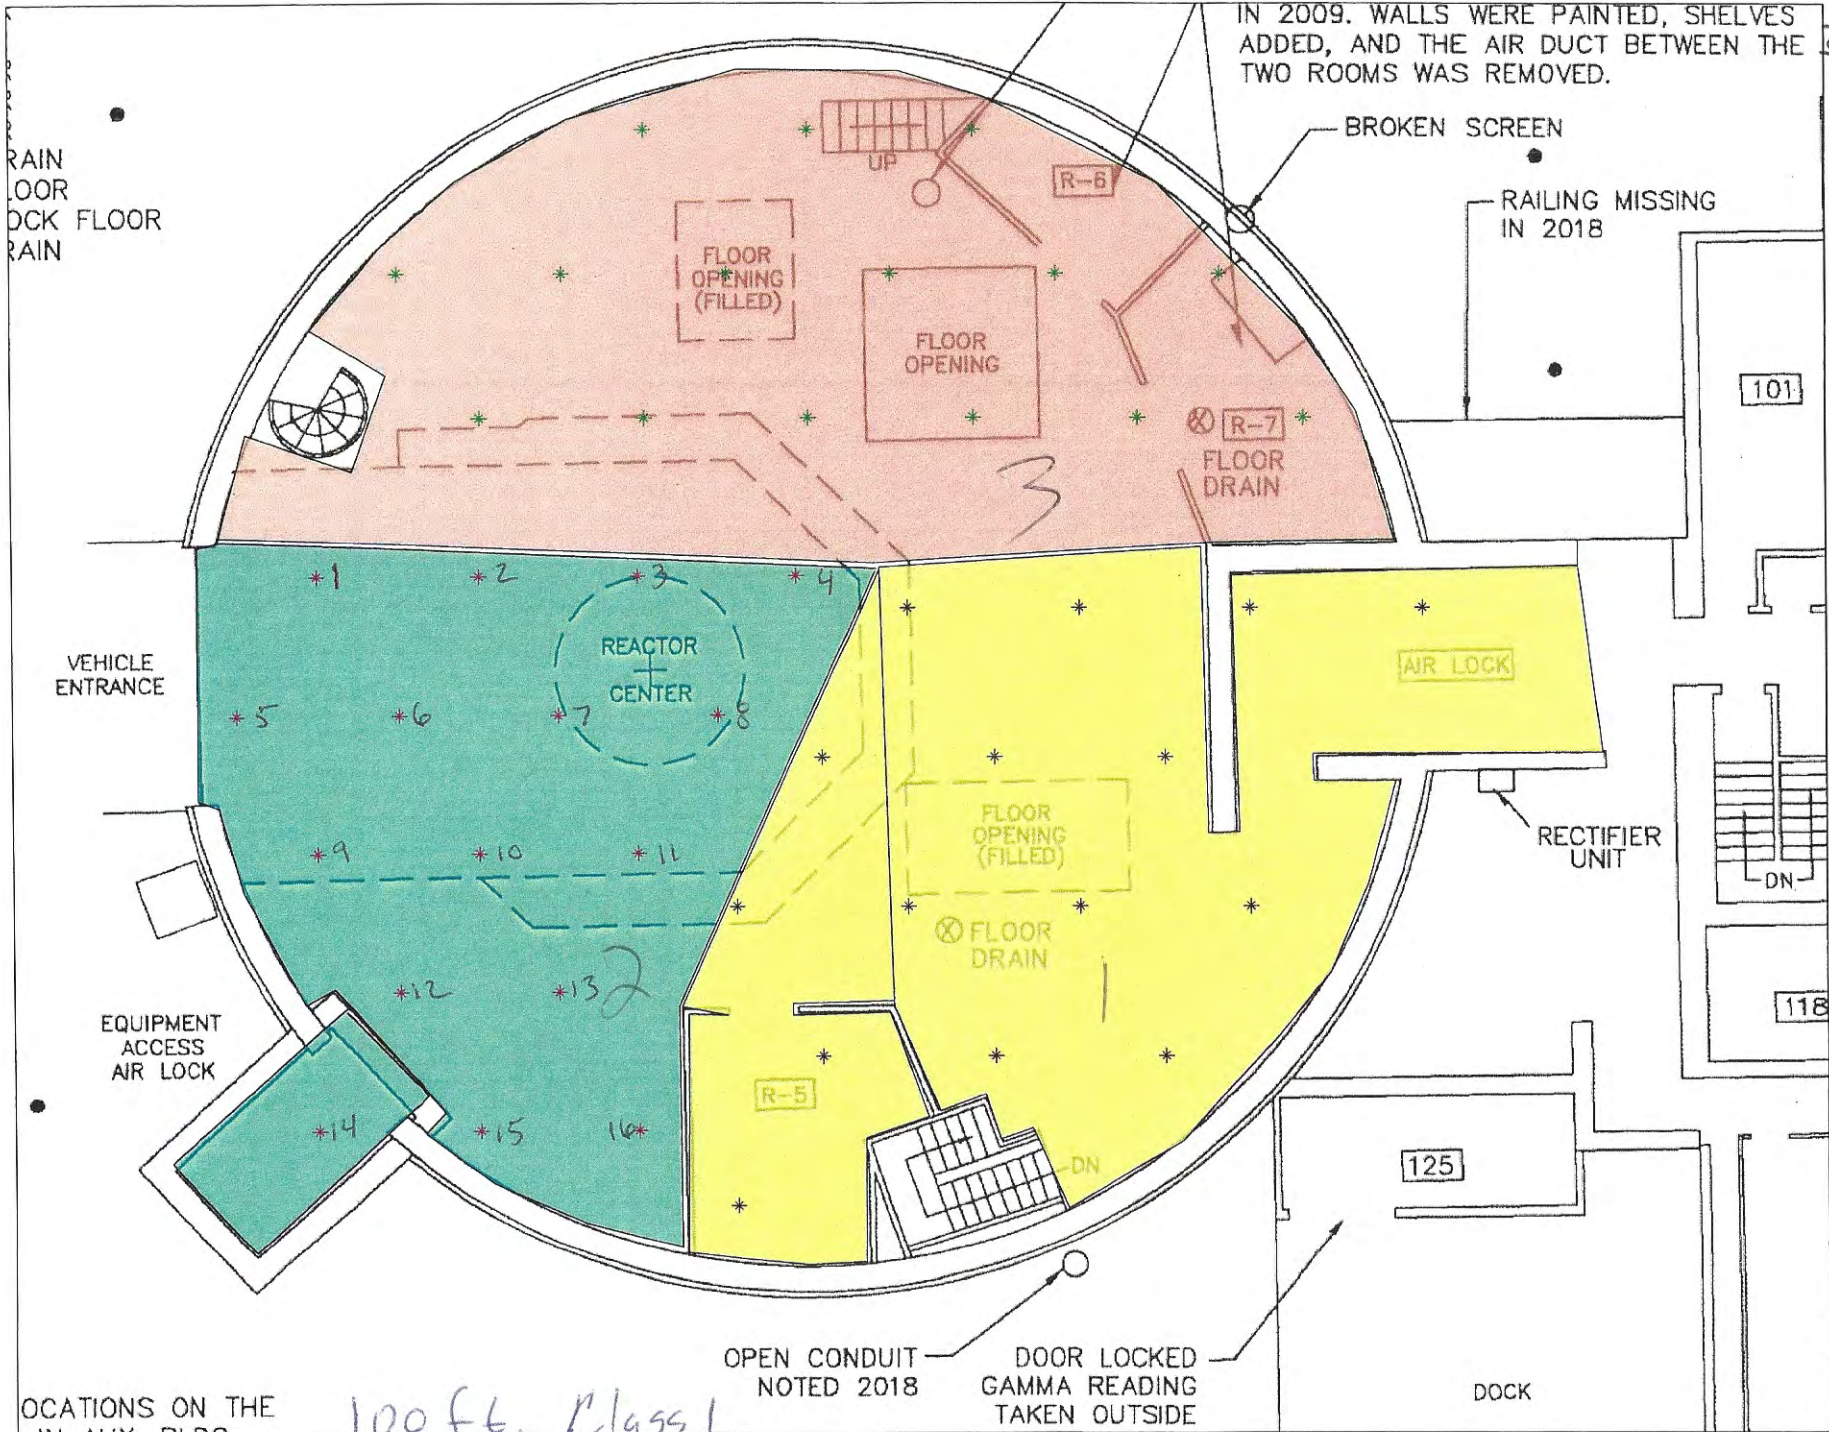 IN 2009. WALLS WERE PAINTED, SHELVES
ADDED, AND THE AIR DUCT BETWEEN THE
TWO ROOMS WAS REMOVED.
BROKEN SCREEN
RAILING MISSING
IN 2018
RAIN
LOOR
OCK FLOOR
RAIN
UP
R-6
FLOOR
OPENING
(FILLED)
FLOOR
OPENING
101
R-7
FLOOR
DRAIN
3
1
2
3
4
REACTOR
CENTER
VEHICLE
ENTRANCE
AIR LOCK
5
6
7
8
FLOOR
OPENING
(FILLED)
RECTIFIER
UNIT
DN
9
10
11
FLOOR
DRAIN
12
13
2
1
118
EQUIPMENT
ACCESS
AIR LOCK
R-5
14
15
16
DN
125
OPEN CONDUIT
NOTED 2018
DOOR LOCKED
GAMMA READING
TAKEN OUTSIDE
DOCK
OCATIONS ON THE
100 ft. Class 1